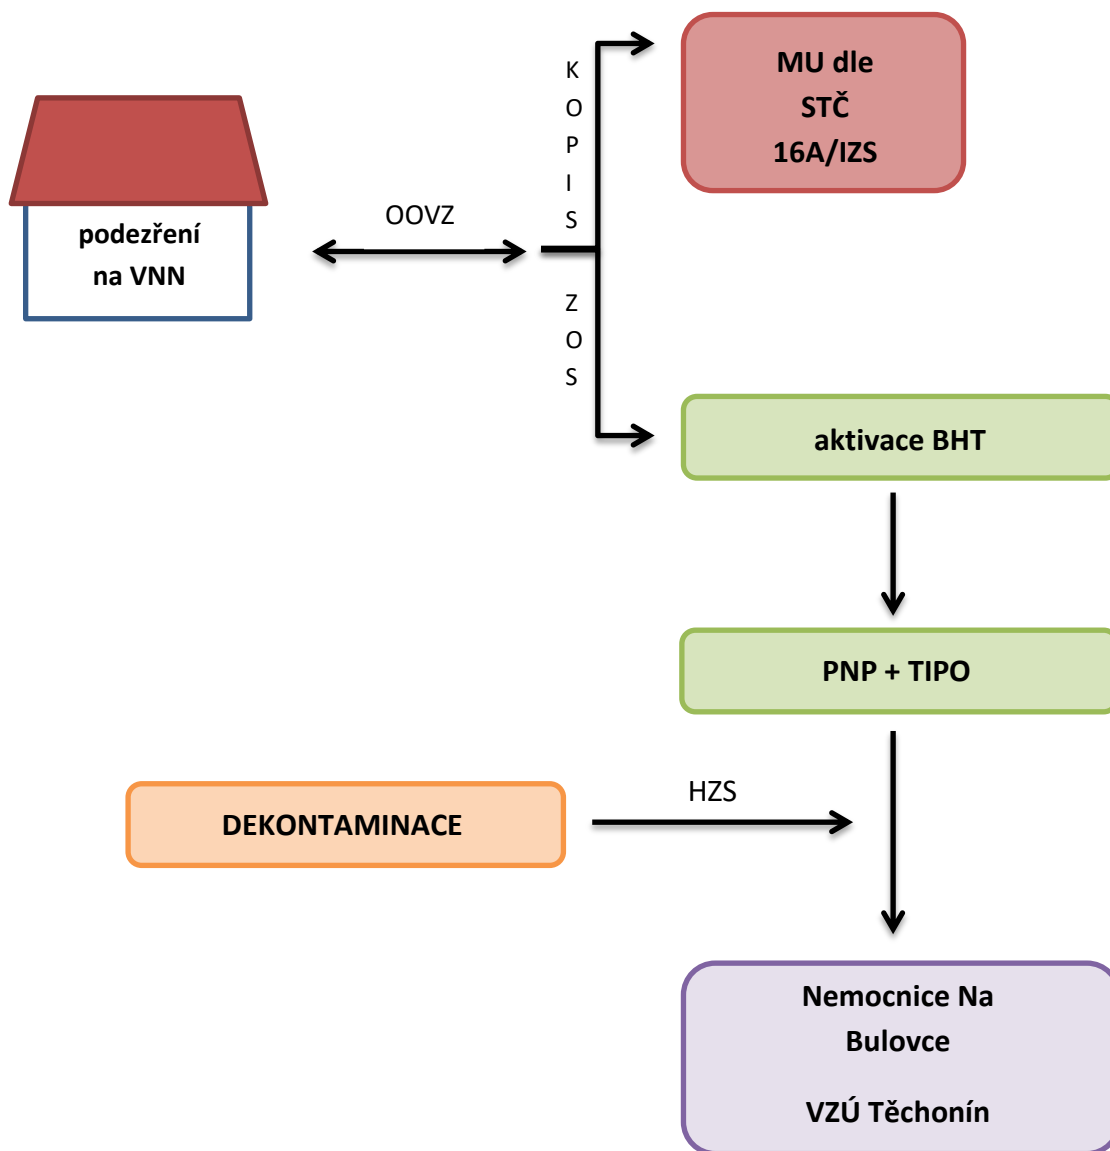 MU dle
STČ
16A/IZS
K
O
P
I
S
podezření
na VNN
OOVZ
Z
O
S
aktivace BHT
PNP + TIPO
DEKONTAMINACE
HZS
Nemocnice Na
Bulovce
VZÚ Těchonín